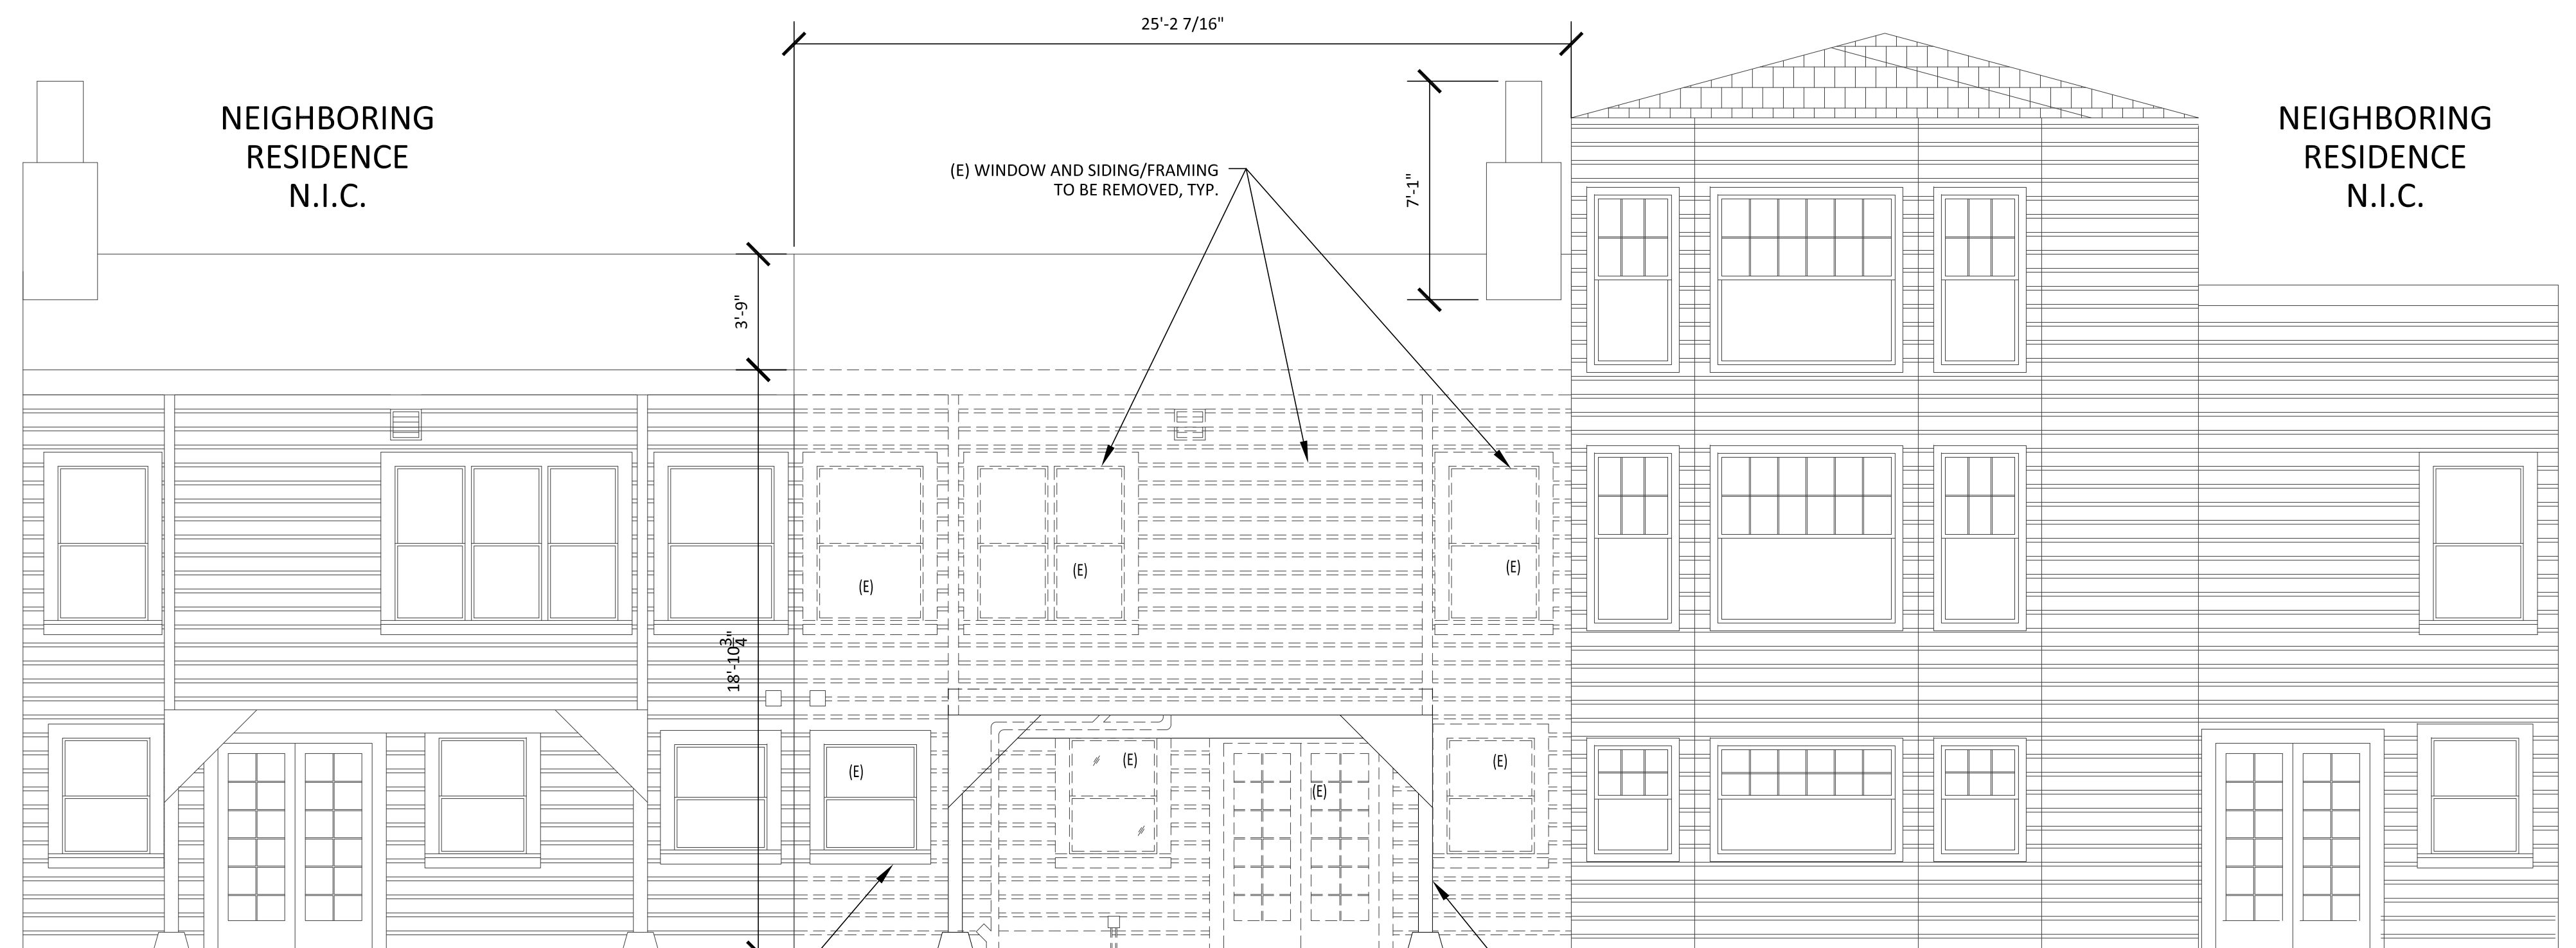 25'-2 7/16"
NEIGHBORING
RESIDENCE
N.I.C.
(E) WINDOW AND SIDING/FRAMING
TO BE REMOVED, TYP.
7'-1"
NEIGHBORING
RESIDENCE
N.I.C.
3'-9"
18'-10 3/4"
(E)
(E)
(E)
(E)
(E)
(E)
(E)